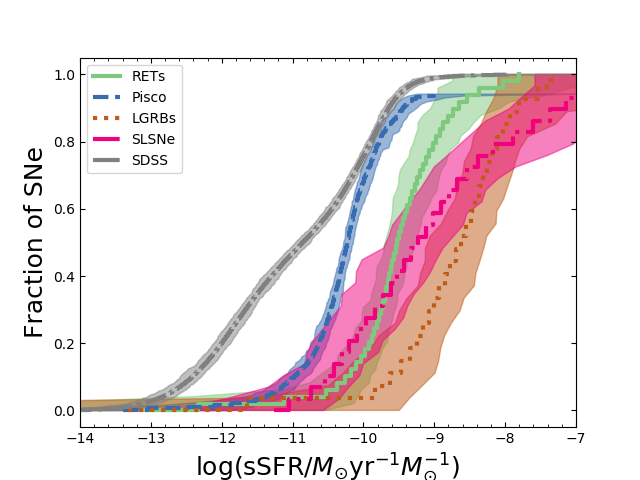 RETs
Pisco
LGRBs
SLSNe
SDSS
1.0
0.8
0.6
0.4
0.2
0.0
Fraction of SNe
−14 −13 −12 −11 −10 −9 −8 −7
log(sSFR/M⊙yr⁻¹M⊙⁻¹)